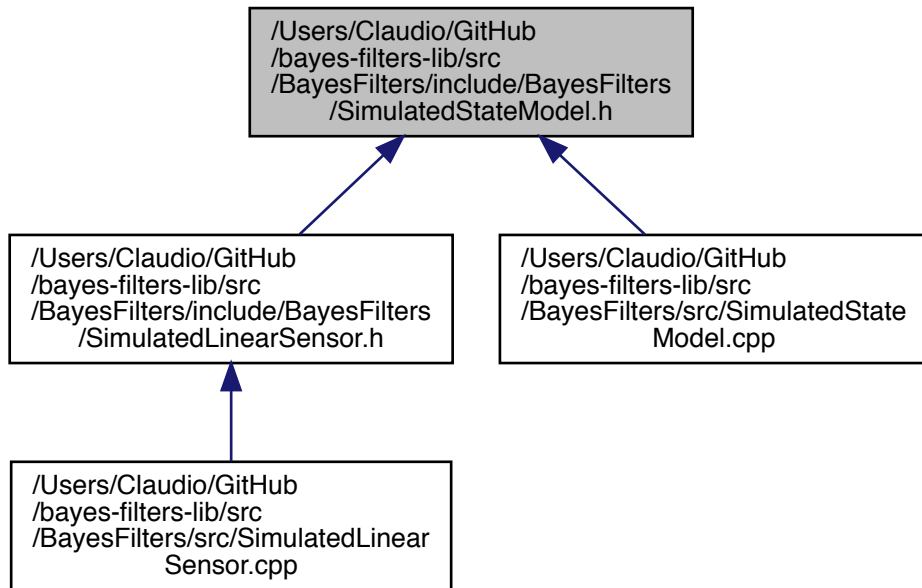 /Users/Claudio/GitHub
/bayes-filters-lib/src
/BayesFilters/include/BayesFilters
/SimulatedStateModel.h
/Users/Claudio/GitHub
/bayes-filters-lib/src
/BayesFilters/include/BayesFilters
/SimulatedLinearSensor.h
/Users/Claudio/GitHub
/bayes-filters-lib/src
/BayesFilters/src/SimulatedState
Model.cpp
/Users/Claudio/GitHub
/bayes-filters-lib/src
/BayesFilters/src/SimulatedLinear
Sensor.cpp